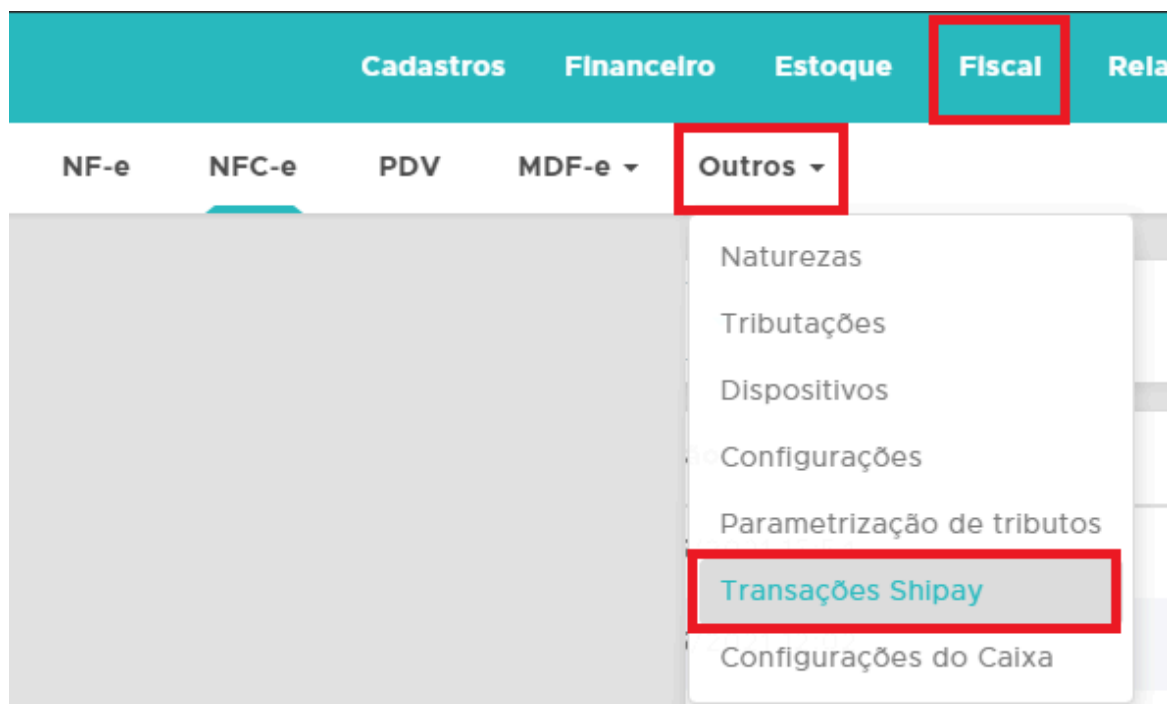 Cadastros Financeiro Estoque Fiscal Rela
NF-e NFC-e PDV MDF-e Outros
Naturezas
Tributações
Dispositivos
Configurações
Parametrização de tributos
Transações Shipay
Configurações do Caixa